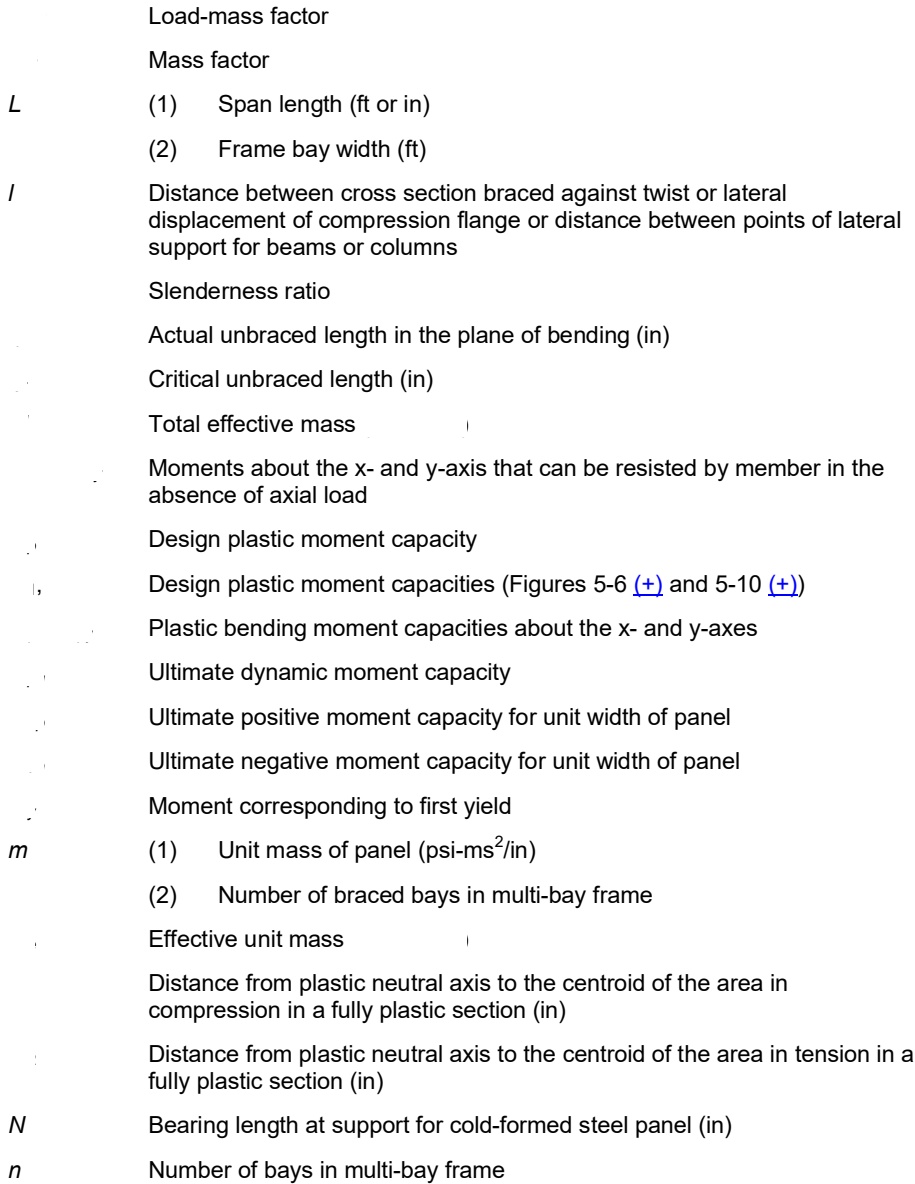 Load-mass factor
Mass factor
L (1) Span length (ft or in)
(2) Frame bay width (ft)
l Distance between cross section braced against twist or lateral
displacement of compression flange or distance between points of lateral
support for beams or columns
Slenderness ratio
Actual unbraced length in the plane of bending (in)
Critical unbraced length (in)
Total effective mass )
Moments about the x- and y-axis that can be resisted by member in the
absence of axial load
Design plastic moment capacity
, Design plastic moment capacities (Figures 5-6 (+) and 5-10 (+))
Plastic bending moment capacities about the x- and y-axes
Ultimate dynamic moment capacity
Ultimate positive moment capacity for unit width of panel
Ultimate negative moment capacity for unit width of panel
Moment corresponding to first yield
m (1) Unit mass of panel (psi-ms²/in)
(2) Number of braced bays in multi-bay frame
Effective unit mass )
Distance from plastic neutral axis to the centroid of the area in
compression in a fully plastic section (in)
Distance from plastic neutral axis to the centroid of the area in tension in a
fully plastic section (in)
N Bearing length at support for cold-formed steel panel (in)
n Number of bays in multi-bay frame